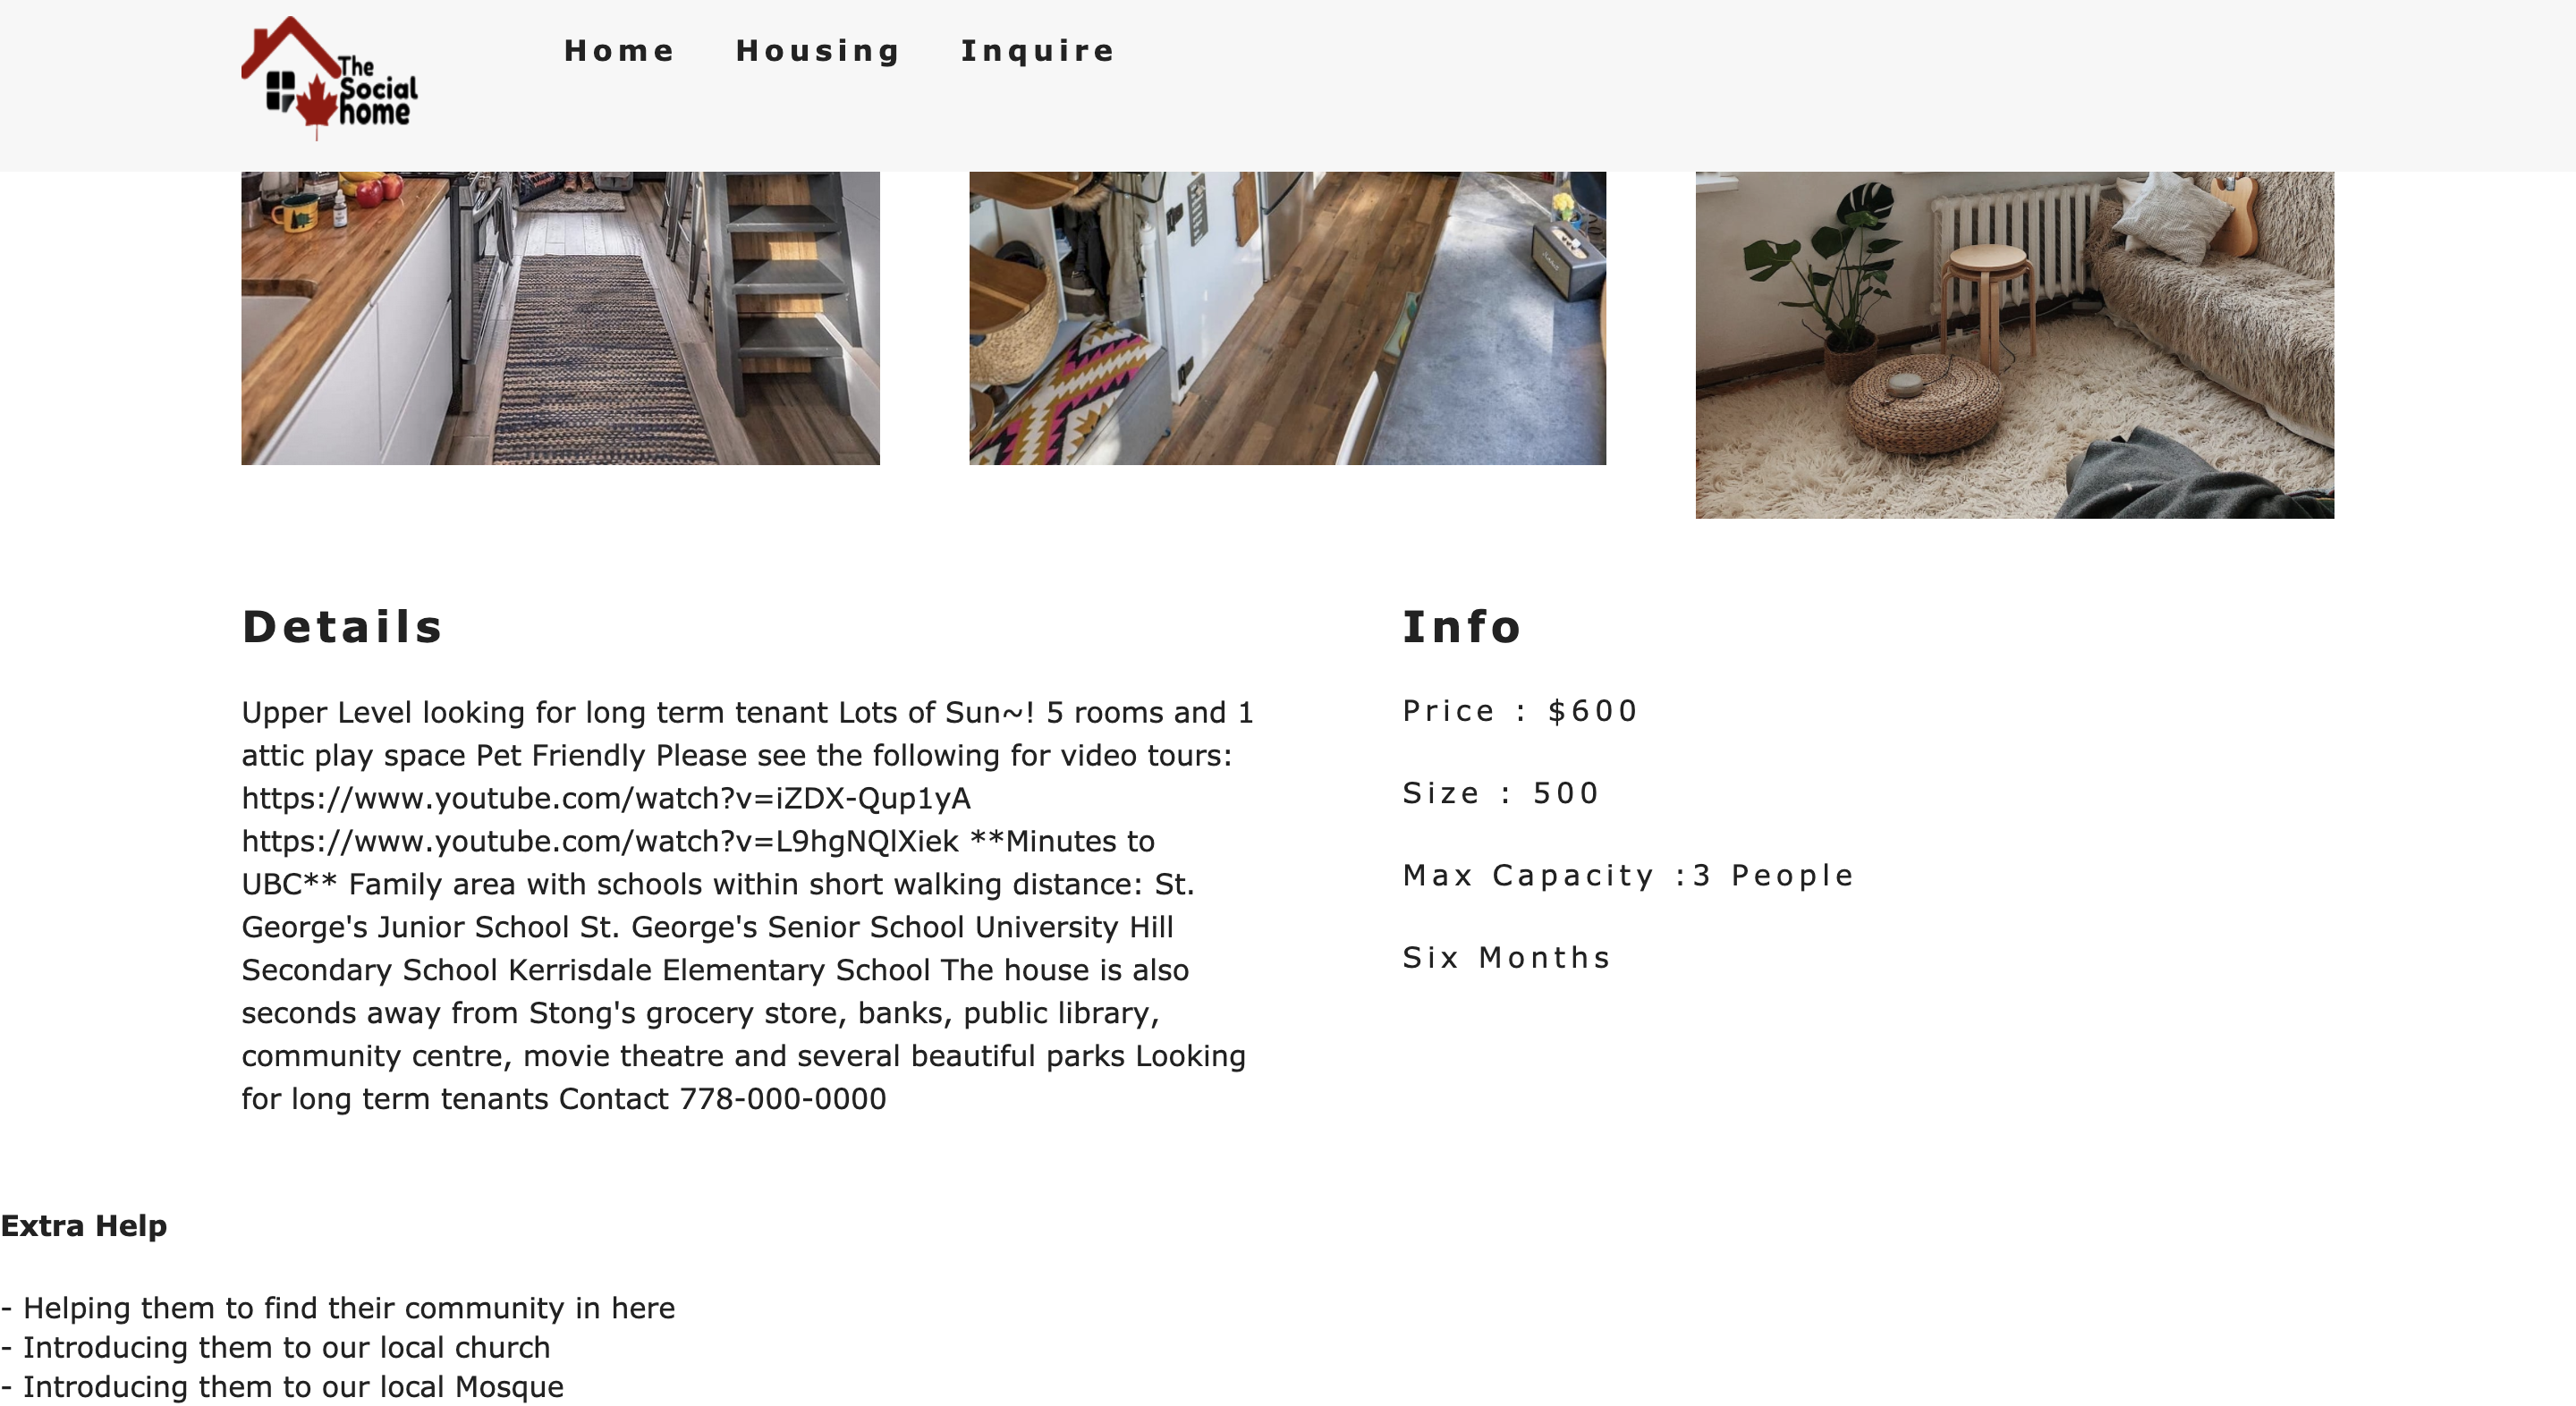 The
Social
home
Home
Housing
Inquire
Details
Upper Level looking for long term tenant Lots of Sun~! 5 rooms and 1
attic play space Pet Friendly Please see the following for video tours:
https://www.youtube.com/watch?v=iZDX-Qup1yA
https://www.youtube.com/watch?v=L9hgNQlXiek **Minutes to
UBC** Family area with schools within short walking distance: St.
George's Junior School St. George's Senior School University Hill
Secondary School Kerrisdale Elementary School The house is also
seconds away from Stong's grocery store, banks, public library,
community centre, movie theatre and several beautiful parks Looking
for long term tenants Contact 778-000-0000
Info
Price : $600
Size : 500
Max Capacity :3 People
Six Months
Extra Help
- Helping them to find their community in here
- Introducing them to our local church
- Introducing them to our local Mosque